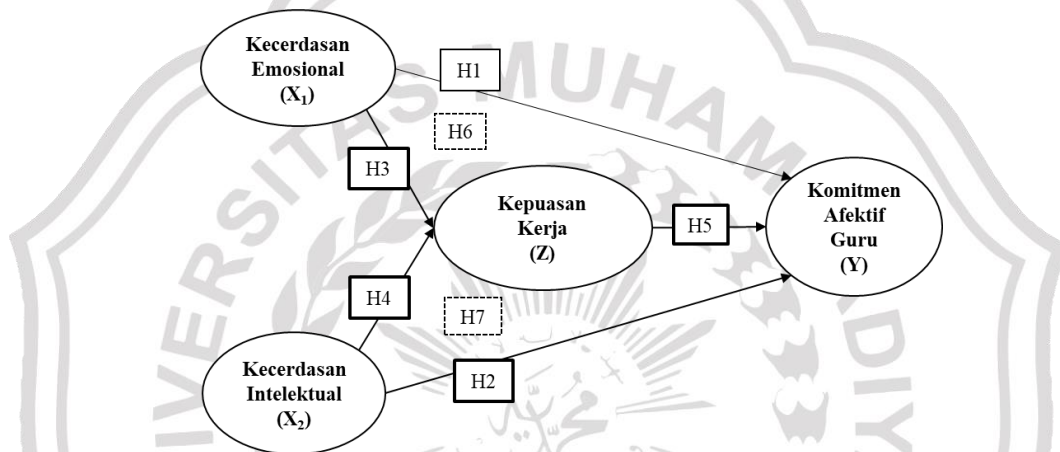 Kecerdasan
Emosional
(X₁)
H1
H6
H3
Kepuasan
Kerja
(Z)
H5
Komitmen
Afektif
Guru
(Y)
H4
H7
Kecerdasan
Intelektual
(X₂)
H2